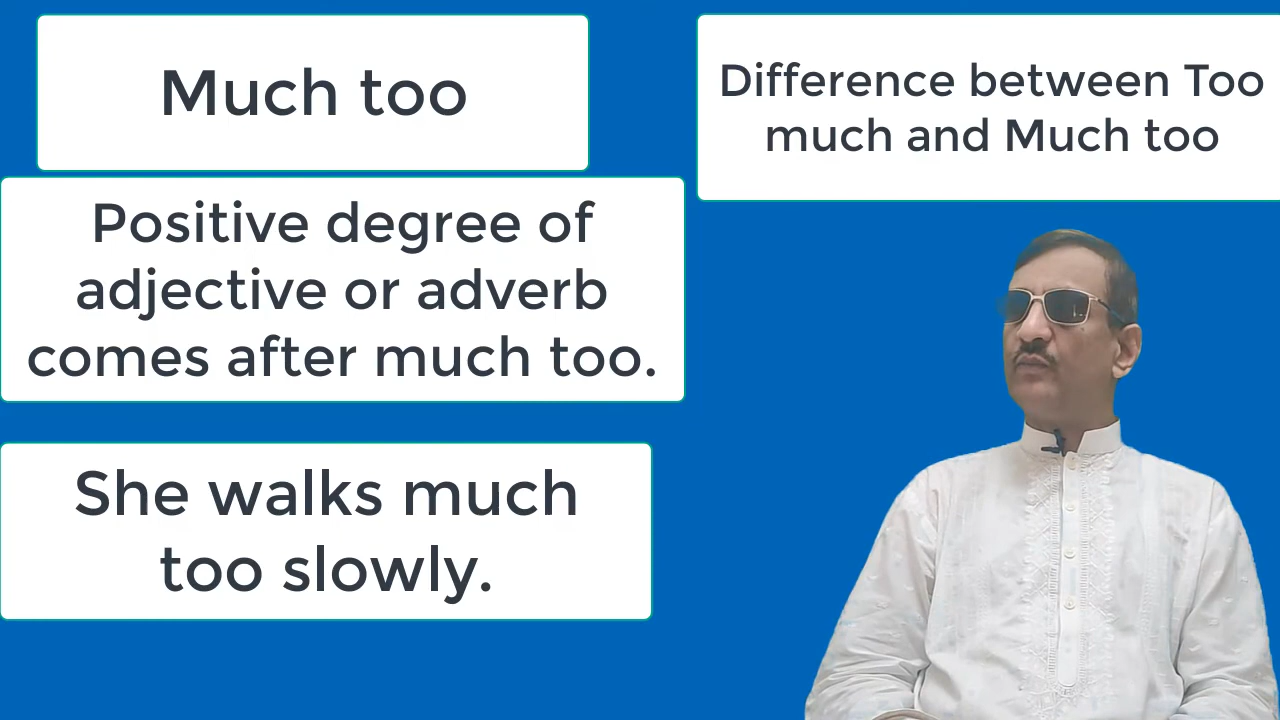 Much too
Difference between Too
much and Much too
Positive degree of
adjective or adverb
comes after much too.
She walks much
too slowly.